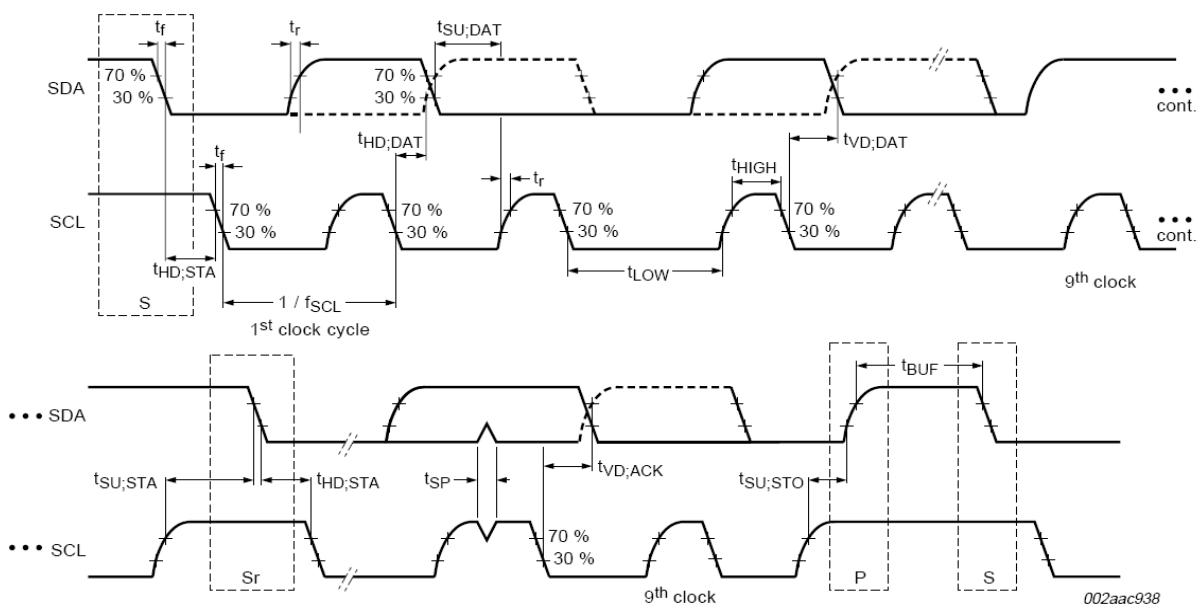 tf tr tSU;DAT
70 % 70 %
SDA 30 % 30 % cont.
tHD;DAT tVD;DAT
tf tHIGH
tr
70 % 70 % 70 % 70 %
SCL 30 % 30 % 30 % 30 % cont.
tHD;STA tLOW
S 1 / fSCL 9th clock
1st clock cycle
tBUF
SDA
tSU;STA tHD;STA tSP tVD;ACK tSU;STO
70 %
SCL 30 %
Sr 9th clock P S
002aac938